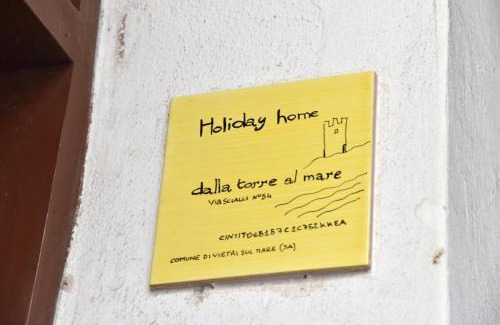 Holiday home
dalla torre al mare
VIA SCIALLI N°54
COMUNE DI VIETRI SUL MARE (SA)